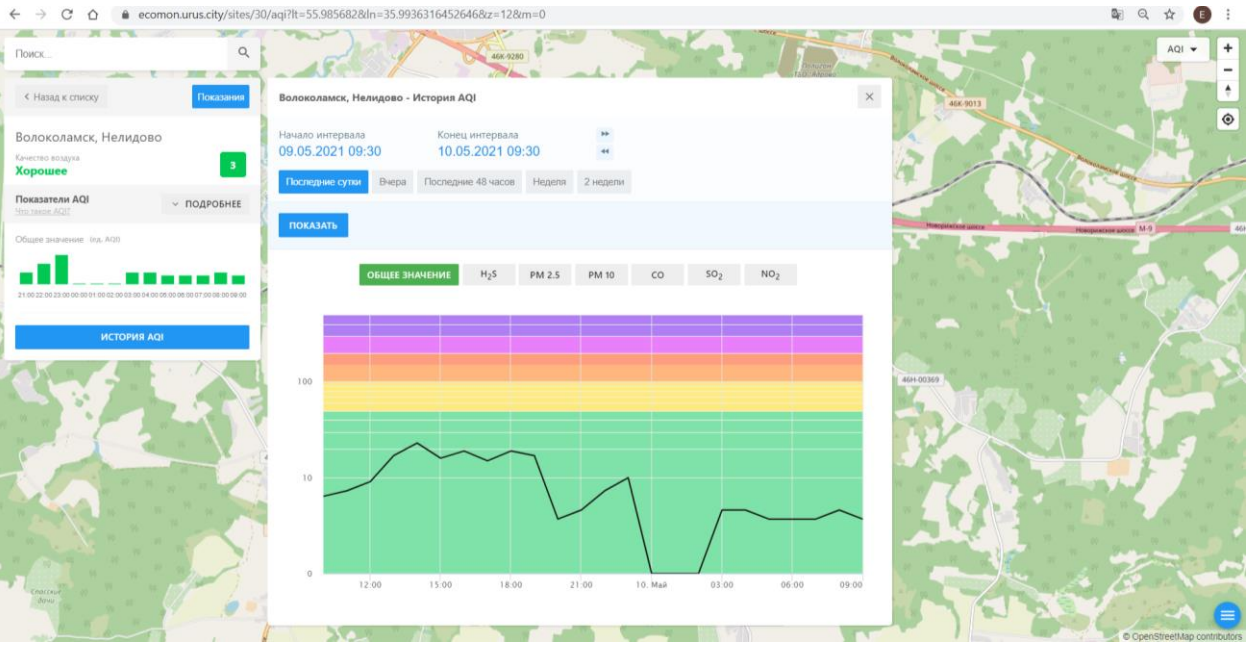 ecomon.urus.city/sites/30/aqi?lt=55.985682&ln=35.99363164526468&z=12&m=0
E
Поиск...
46К-9280
AQI
46К-9013
Назад к списку
Показания
Волоколамск, Нелидово
Качество воздуха
Хорошее
3
Показатели AQI
Что такое AQI?
ПОДРОБНЕЕ
Общее значение (ед. AQI)
21:00 22:00 23:00 00:00 01:00 02:00 03:00 04:00 05:00 06:00 07:00 08:00 09:00
ИСТОРИЯ AQI
Волоколамск, Нелидово - История AQI
Начало интервала
Конец интервала
09.05.2021 09:30
10.05.2021 09:30
Последние сутки
Вчера
Последние 48 часов
Неделя
2 недели
ПОКАЗАТЬ
ОБЩЕЕ ЗНАЧЕНИЕ
H₂S
PM 2.5
PM 10
CO
SO₂
NO₂
100
10
0
12:00
15:00
18:00
21:00
10. Май
03:00
06:00
09:00
Новорижское шоссе
Новорижское шоссе
М-9
46Н
46Н-00369
Спасские дачи
© OpenStreetMap contributors